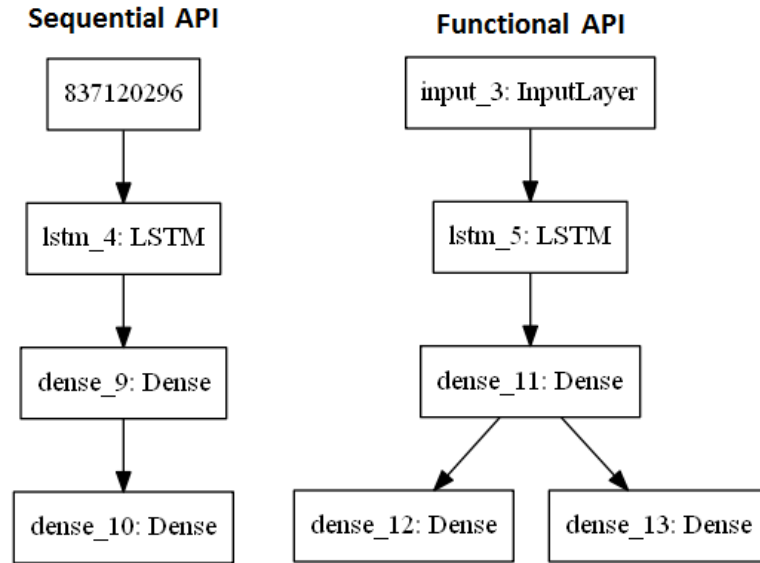 Sequential API
837120296
lstm_4: LSTM
dense_9: Dense
dense_10: Dense
Functional API
input_3: InputLayer
lstm_5: LSTM
dense_11: Dense
dense_12: Dense
dense_13: Dense